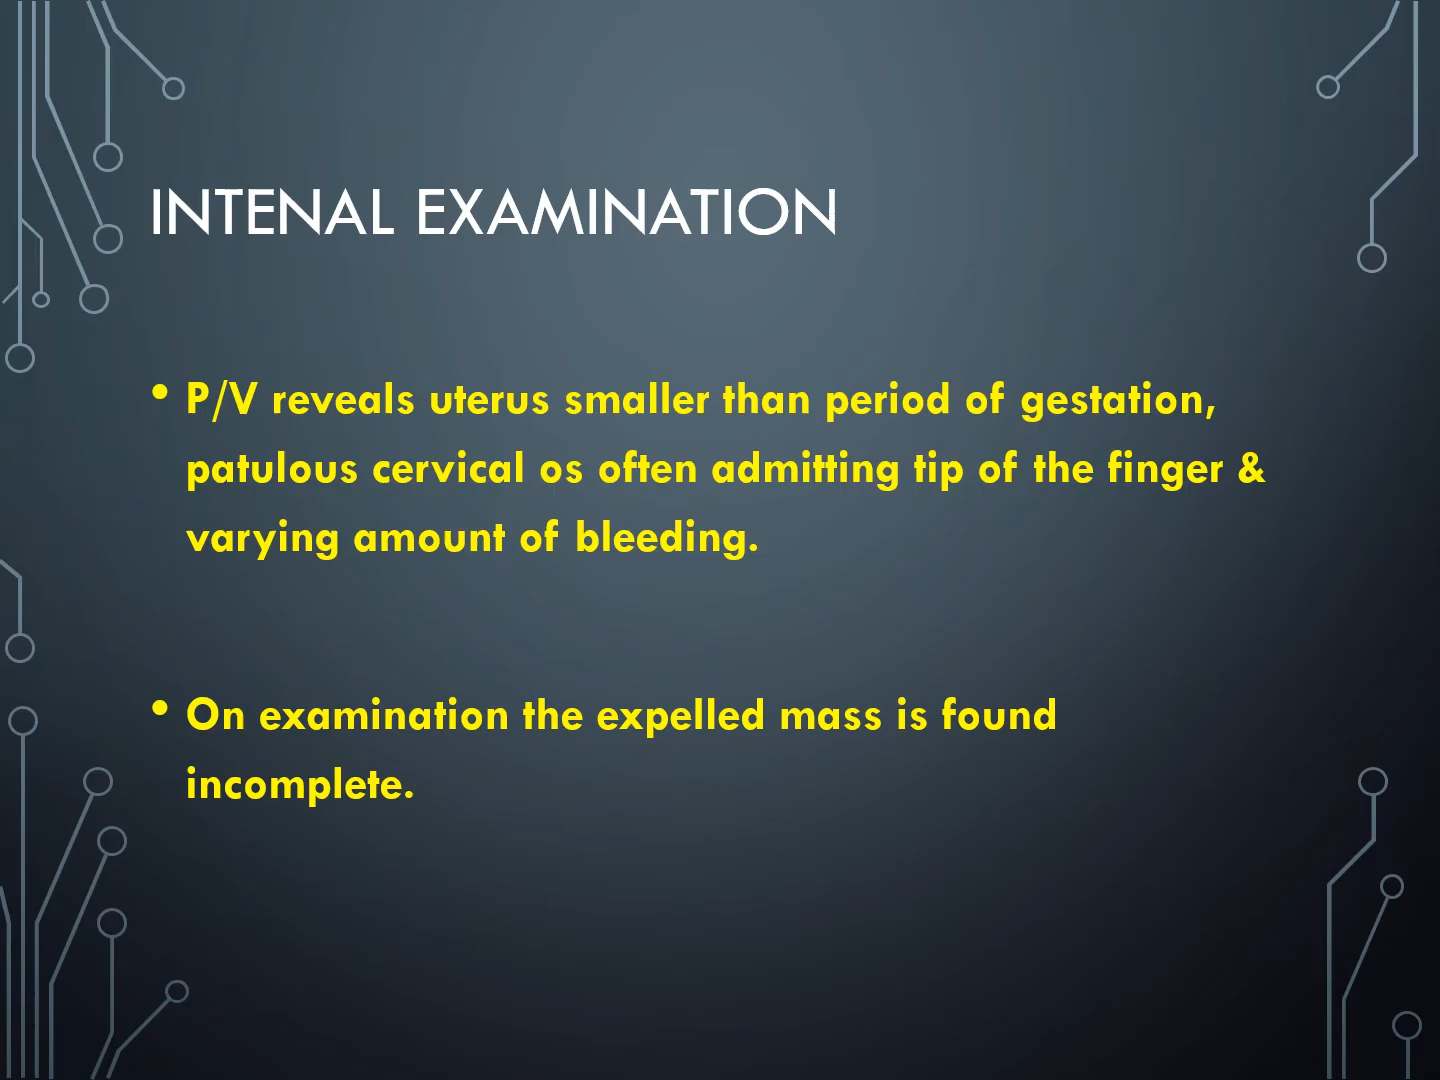 INTENAL EXAMINATION
• P/V reveals uterus smaller than period of gestation,
patulous cervical os often admitting tip of the finger &
varying amount of bleeding.
• On examination the expelled mass is found
incomplete.